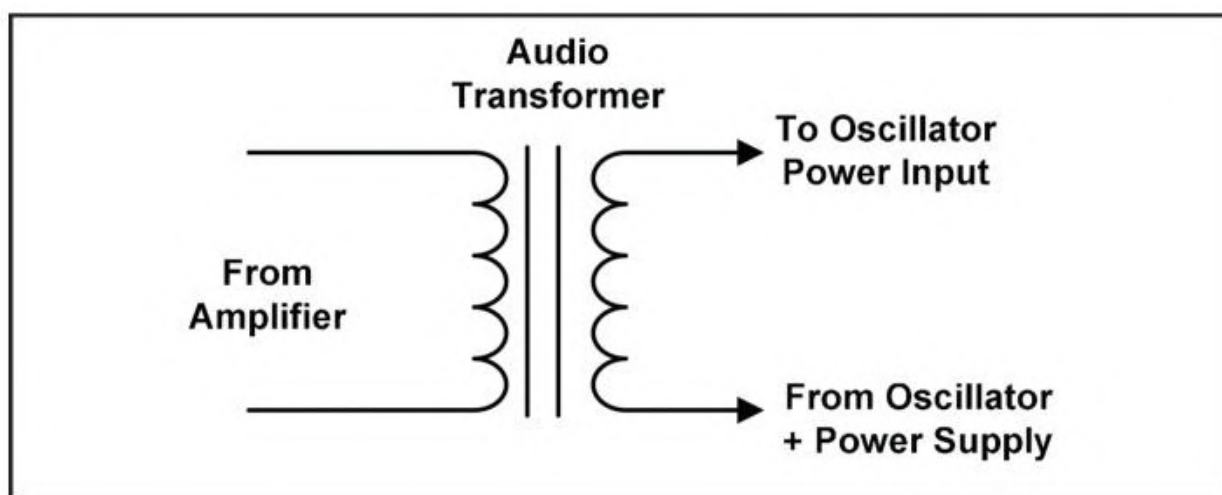 Audio
Transformer
To Oscillator
Power Input
From
Amplifier
From Oscillator
+ Power Supply